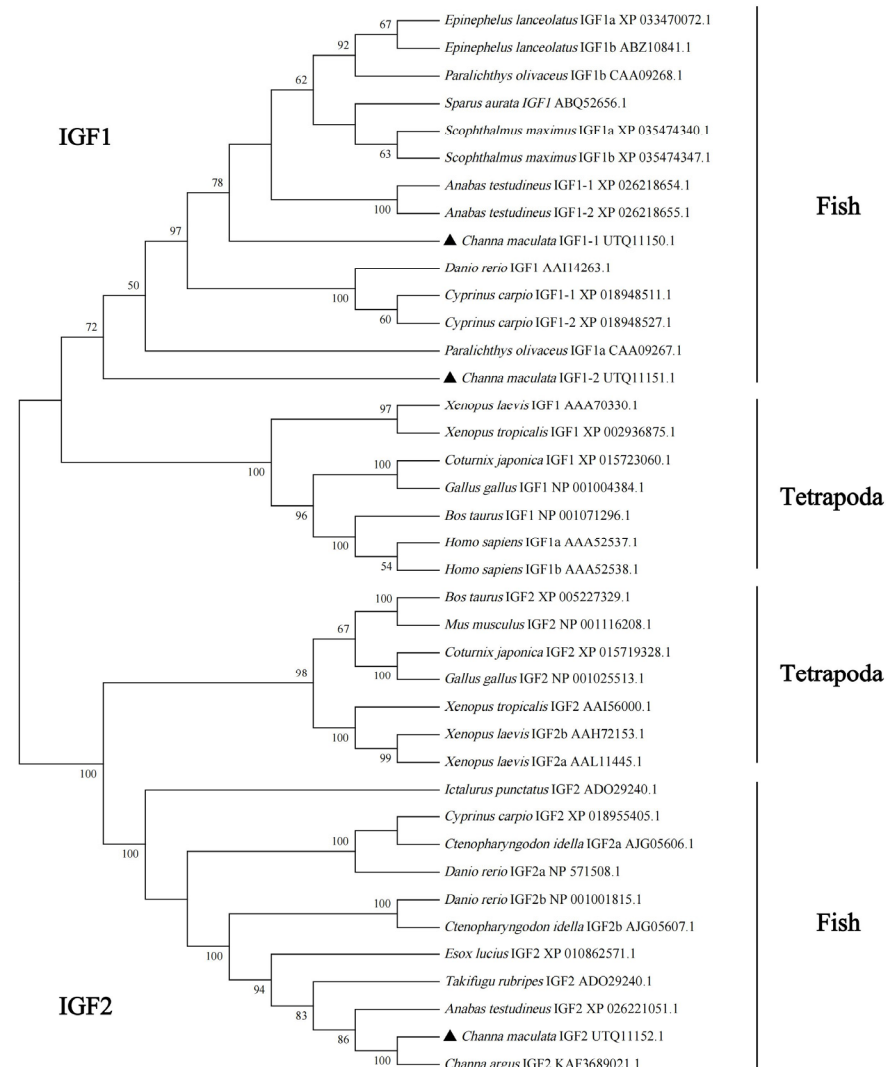 67
Epinephelus lanceolatus IGF1a XP 033470072.1
92
Epinephelus lanceolatus IGF1b ABZ10841.1
62
Paralichthys olivaceus IGF1b CAA09268.1
Sparus aurata IGF1 ABQ52656.1
IGF1
Scophthalmus maximus IGF1a XP 035474340.1
63
Scophthalmus maximus IGF1b XP 035474347.1
78
Anabas testudineus IGF1-1 XP 026218654.1
100
Anabas testudineus IGF1-2 XP 026218655.1
Fish
97
▲ Channa maculata IGF1-1 UTQ11150.1
Danio rerio IGF1 AAI14263.1
50
100
Cyprinus carpio IGF1-1 XP 018948511.1
60
Cyprinus carpio IGF1-2 XP 018948527.1
72
Paralichthys olivaceus IGF1a CAA09267.1
▲ Channa maculata IGF1-2 UTQ11151.1
97
Xenopus laevis IGF1 AAA70330.1
Xenopus tropicalis IGF1 XP 002936875.1
100
100
Coturnix japonica IGF1 XP 015723060.1
Gallus gallus IGF1 NP 001004384.1
Tetrapoda
96
Bos taurus IGF1 NP 001071296.1
100
Homo sapiens IGF1a AAA52537.1
54
Homo sapiens IGF1b AAA52538.1
100
Bos taurus IGF2 XP 005227329.1
67
Mus musculus IGF2 NP 001116208.1
Coturnix japonica IGF2 XP 015719328.1
98
100
Gallus gallus IGF2 NP 001025513.1
Tetrapoda
Xenopus tropicalis IGF2 AAI56000.1
100
Xenopus laevis IGF2b AAH72153.1
99
Xenopus laevis IGF2a AAL11445.1
100
Ictalurus punctatus IGF2 ADO29240.1
Cyprinus carpio IGF2 XP 018955405.1
100
100
Ctenopharyngodon idella IGF2a AJG05606.1
Danio rerio IGF2a NP 571508.1
100
Danio rerio IGF2b NP 001001815.1
Ctenopharyngodon idella IGF2b AJG05607.1
Fish
100
Esox lucius IGF2 XP 010862571.1
94
Takifugu rubripes IGF2 ADO29240.1
IGF2
83
Anabas testudineus IGF2 XP 026221051.1
86
▲ Channa maculata IGF2 UTQ11152.1
100
Channa argus IGF2 KAF3689021.1